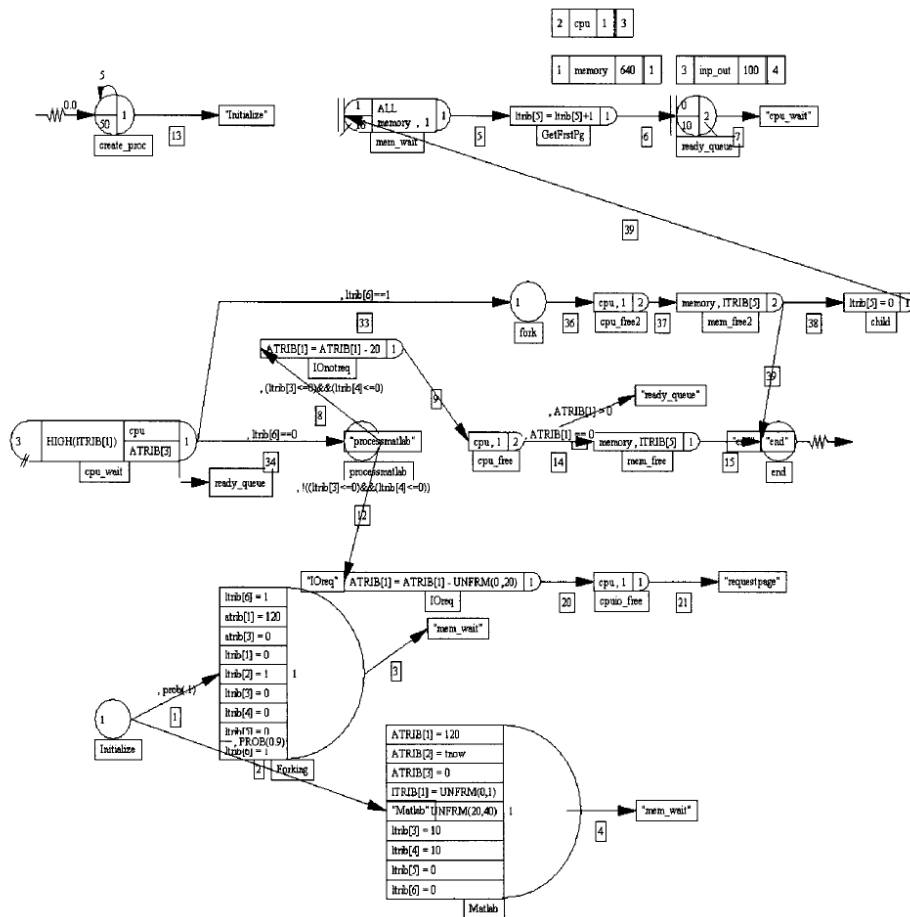 2 cpu 1 3
1 memory 640 1
3 inp_out 100 4
5
0.0
50 1
create_proc
13
"Initialize"
1
ALL
memory , 1
1
mem_wait
5
ltrib[5] = ltrib[5]+1 1
GetFrstPg
6
0
10
2
ready_queue
7
"cpu_wait"
39
, ltrib[6]==1
33
1
fork
36
cpu, 1 2
cpu_free2
37
memory , ITRIB[5] 2
mem_free2
38
ltrib[5] = 0 1
child
ATRIB[1] = ATRIB[1] - 20 1
IOnotreq
, (ltrib[3]<=0)&&(ltrib[4]<=0)
8
9
39
"ready_queue"
, ATRIB[1] > 0
3
HIGH(ITRIB[1])
cpu
ATRIB[3]
1
cpu_wait
, ltrib[6]==0
34
"processmatlab"
processmatlab
, !((ltrib[3]<=0)&&(ltrib[4]<=0))
cpu, 1 2
cpu_free
, ATRIB[1] == 0
14
memory, ITRIB[5] 1
mem_free
15
"end"
end
ready_queue
12
"IOreq"
ATRIB[1] = ATRIB[1] - UNFRM(0,20) 1
IOreq
20
cpu, 1 1
cpuio_free
21
"requestpage"
ltrib[6] = 1
atrib[1] = 120
atrib[3] = 0
ltrib[1] = 0
ltrib[2] = 1
ltrib[3] = 0
ltrib[4] = 0
ltrib[5] = 0
, PROB(0.9)
ltrib[6] = 1
1
Forking
3
"mem_wait"
, prob(.1)
1
1
Initialize
2
ATRIB[1] = 120
ATRIB[2] = tnow
ATRIB[3] = 0
ITRIB[1] = UNFRM(0,1)
"Matlab" UNFRM(20,40)
ltrib[3] = 10
ltrib[4] = 10
ltrib[5] = 0
ltrib[6] = 0
1
Matlab
4
"mem_wait"